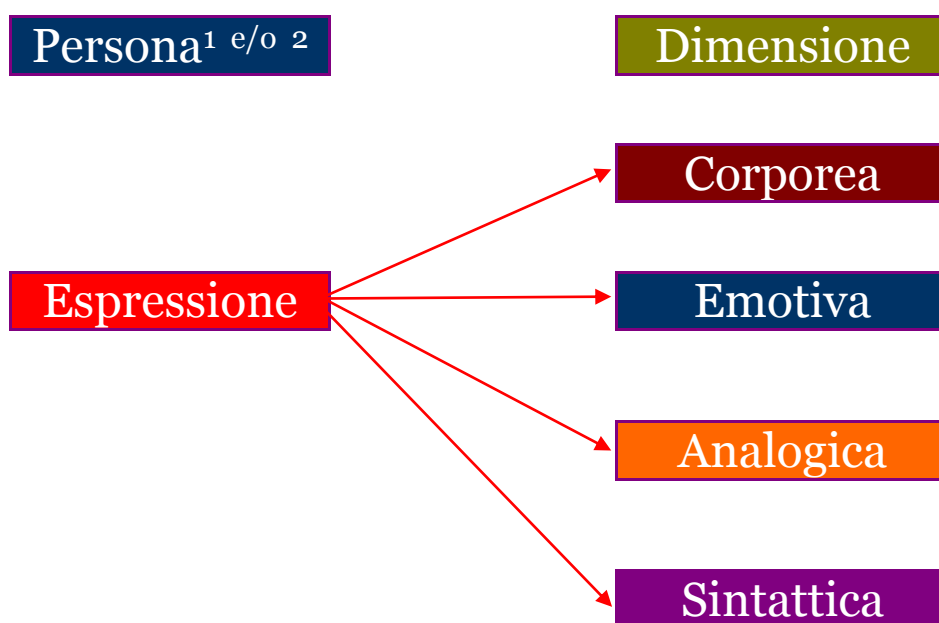 Persona¹ e/o ²
Dimensione
Corporea
Espressione
Emotiva
Analogica
Sintattica